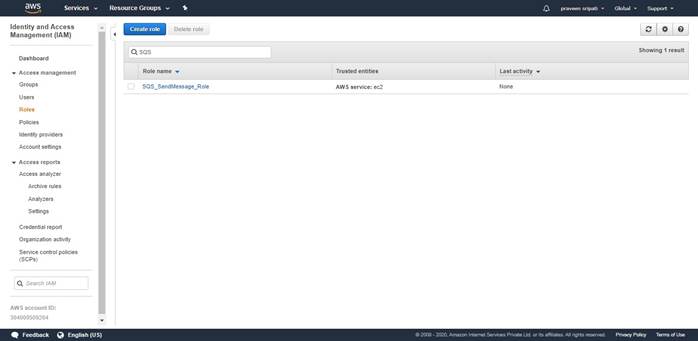 aws
Services
Resource Groups
praveen sripati
Global
Support
Identity and Access
Management (IAM)
Dashboard
Access management
Groups
Users
Roles
Policies
Identity providers
Account settings
Access reports
Access analyzer
Archive rules
Analyzers
Settings
Credential report
Organization activity
Service control policies
(SCPs)
Search IAM
AWS account ID:
Create role
Delete role
SQS
Showing 1 result
Role name
Trusted entities
Last activity
SQS_SendMessage_Role
AWS service: ec2
None
Feedback
English (US)
© 2008 - 2020, Amazon Internet Services Private Ltd. or its affiliates. All rights reserved.
Privacy Policy
Terms of Use